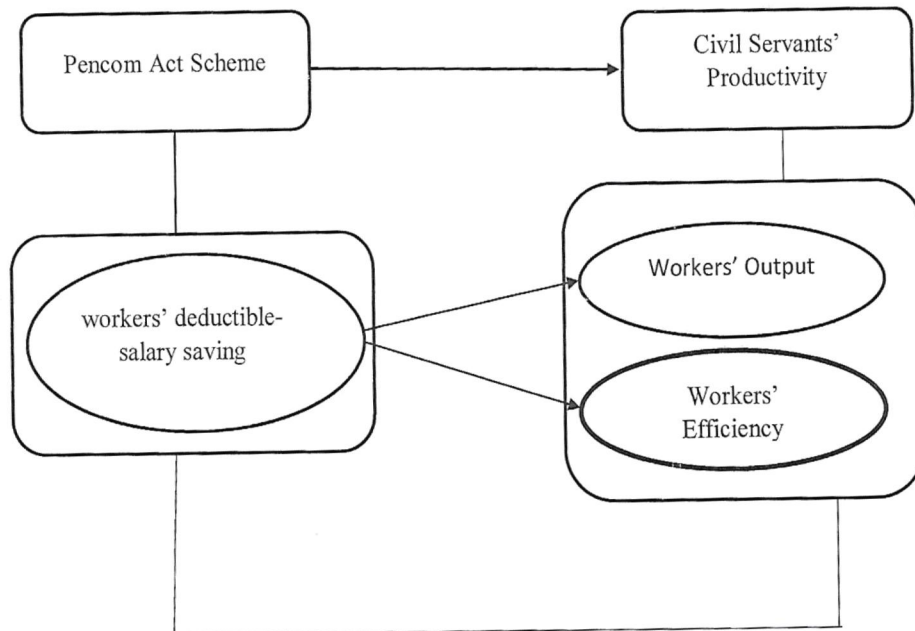 Pencom Act Scheme
Civil Servants'
Productivity
workers' deductible-
salary saving
Workers' Output
Workers'
Efficiency